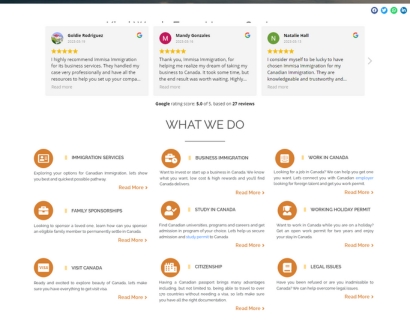 Goldie Rodriguez
2023-09-19
I highly recommend Immisa Immigration
for its business services. They handled my
case very professionally and have all the
resources to help you set up your compa...
Read more
M
Mandy Gonzales
Thank you, Immisa Immigration, for
helping me realize my dream of taking my
business to Canada. It took some time, but
the end result was worth waiting. Highly...
Read more
N
Natalie Hall
I consider myself to be lucky to have
chosen Immisa Immigration for my
Canadian Immigration. They are
knowledgeable and trustworthy and...
Read more
Google rating score: 5.0 of 5, based on 27 reviews
WHAT WE DO
IMMIGRATION SERVICES
Exploring your options for Canadian Immigration, lets show
you best and quickest possible pathway.
Read More
BUSINESS IMMIGRATION
Want to invest or start up a business in Canada. We know
what you want, low cost & high rewards and you'll find
Canada delivers.
Read More
WORK IN CANADA
Looking for a job in Canada? We can help you get one
you want. Let's connect you with Canadian employer
looking for foreign talent and get you work permit.
Read More
FAMILY SPONSORSHIPS
Looking to sponsor a loved one, learn how can you sponsor
an eligible family member to permanently settle in Canada.
Read More
STUDY IN CANADA
Find Canadian universities, programs and careers and get
admission in program of your choice. Let's help us secure
admission and study permit to Canada.
Read More
WORKING HOLIDAY PERMIT
Want to work in Canada while you are on a holiday?
Get an open work permit for two years and enjoy
your stay in Canada.
Read More
VISA
VISIT CANADA
Ready and excited to explore beauty of Canada, lets make
sure you have everything to get visit visa.
Read More
CITIZENSHIP
Having a Canadian passport brings many advantages
including, but not limited to, being able to travel over
170 countries without needing a visa, so lets make sure
you have all the right documentation.
Read More
LEGAL ISSUES
Have you been refused or are you inadmissible to
Canada? We can help overcome legal issues
Read More